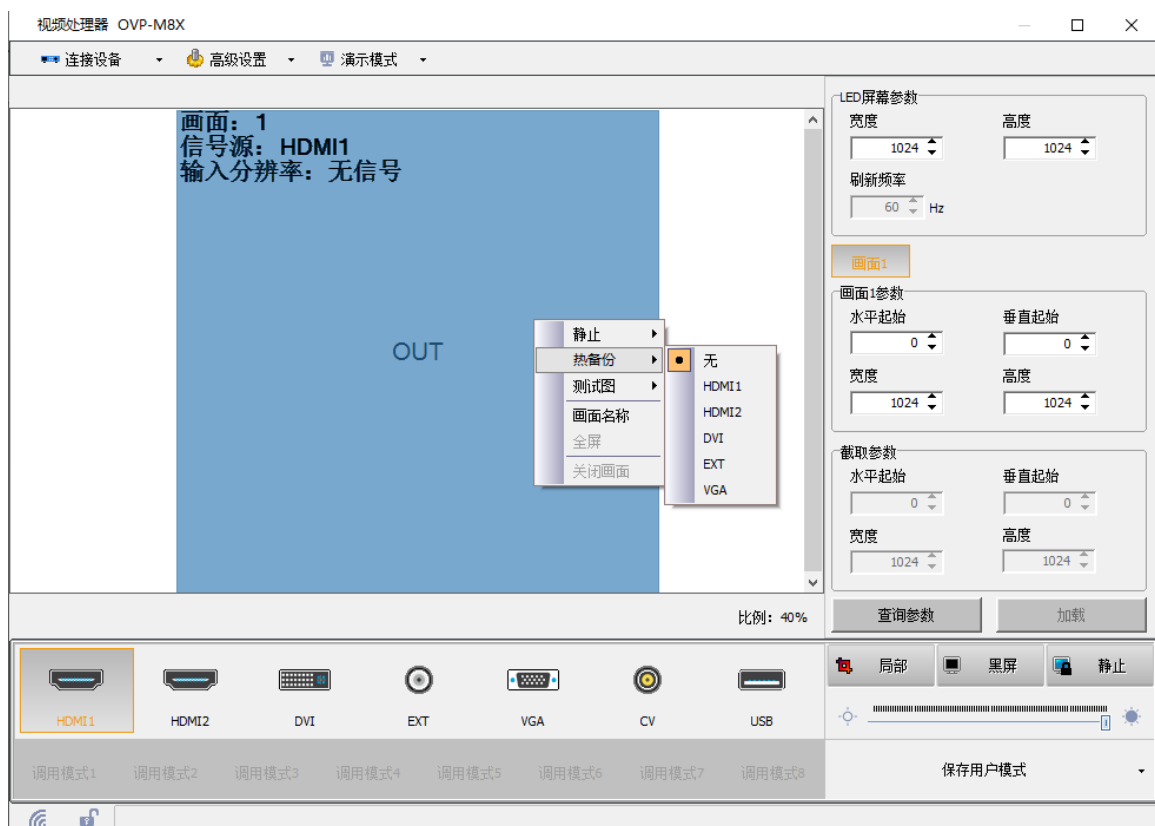 视频处理器 OVP-M8X
连接设备 高级设置 演示模式
画面：1
信号源：HDMI1
输入分辨率：无信号
OUT
静止
热备份
测试图
画面名称
全屏
关闭画面
无
HDMI1
HDMI2
DVI
EXT
VGA
比例：40%
LED屏幕参数
宽度 高度
1024 1024
刷新频率
60 Hz
画面1
画面1参数
水平起始 垂直起始
0 0
宽度 高度
1024 1024
截取参数
水平起始 垂直起始
0 0
宽度 高度
1024 1024
查询参数 加载
HDMI1 HDMI2 DVI EXT VGA CV USB
调用模式1 调用模式2 调用模式3 调用模式4 调用模式5 调用模式6 调用模式7 调用模式8
局部 黑屏 静止
保存用户模式